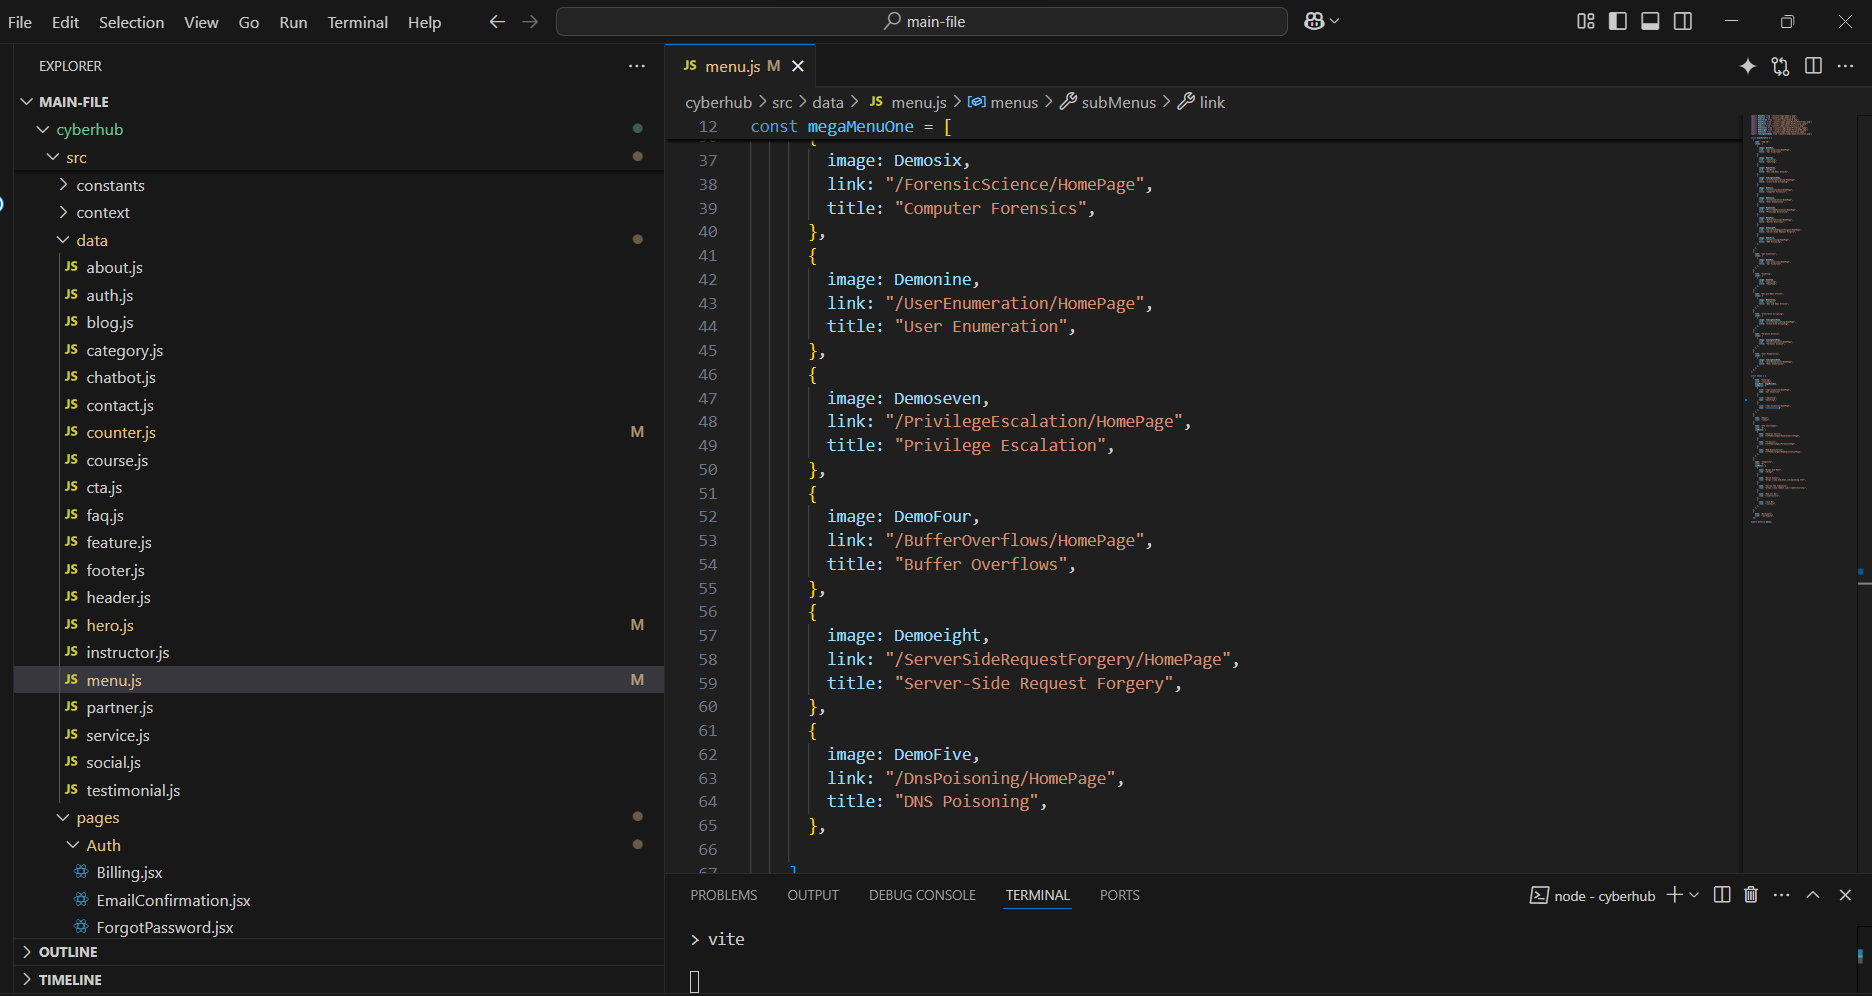 File Edit Selection View Go Run Terminal Help
main-file
EXPLORER
MAIN-FILE
cyberhub
src
constants
context
data
JS about.js
JS auth.js
JS blog.js
JS category.js
JS chatbot.js
JS contact.js
JS counter.js M
JS course.js
JS cta.js
JS faq.js
JS feature.js
JS footer.js
JS header.js
JS hero.js M
JS instructor.js
JS menu.js M
JS partner.js
JS service.js
JS social.js
JS testimonial.js
pages
Auth
Billing.jsx
EmailConfirmation.jsx
ForgotPassword.jsx
OUTLINE
TIMELINE
JS menu.js M
cyberhub > src > data > JS menu.js > menus > subMenus > link
12 const megaMenuOne = [
{
37 image: Demosix,
38 link: "/ForensicScience/HomePage",
39 title: "Computer Forensics",
40 },
41 {
42 image: Demonine,
43 link: "/UserEnumeration/HomePage",
44 title: "User Enumeration",
45 },
46 {
47 image: Demoseven,
48 link: "/PrivilegeEscalation/HomePage",
49 title: "Privilege Escalation",
50 },
51 {
52 image: DemoFour,
53 link: "/BufferOverflows/HomePage",
54 title: "Buffer Overflows",
55 },
56 {
57 image: Demoeight,
58 link: "/ServerSideRequestForgery/HomePage",
59 title: "Server-Side Request Forgery",
60 },
61 {
62 image: DemoFive,
63 link: "/DnsPoisoning/HomePage",
64 title: "DNS Poisoning",
65 },
66
67 ]
PROBLEMS OUTPUT DEBUG CONSOLE TERMINAL PORTS
node - cyberhub
> vite